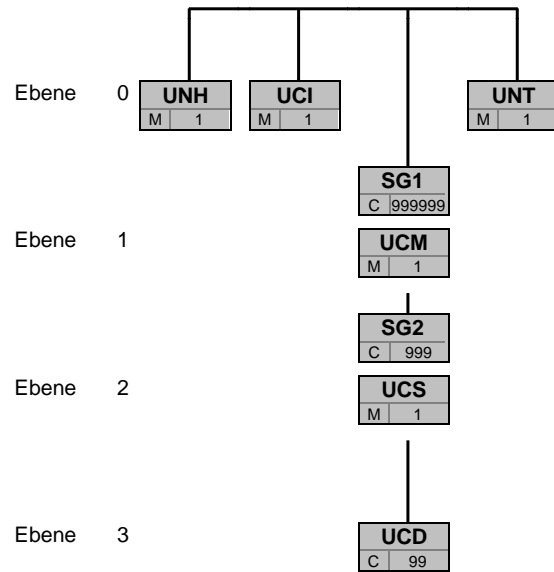 Ebene 0 UNH UCI UNT
M 1 M 1 M 1
SG1
C 999999
Ebene 1 UCM
M 1
SG2
C 999
Ebene 2 UCS
M 1
Ebene 3 UCD
C 99